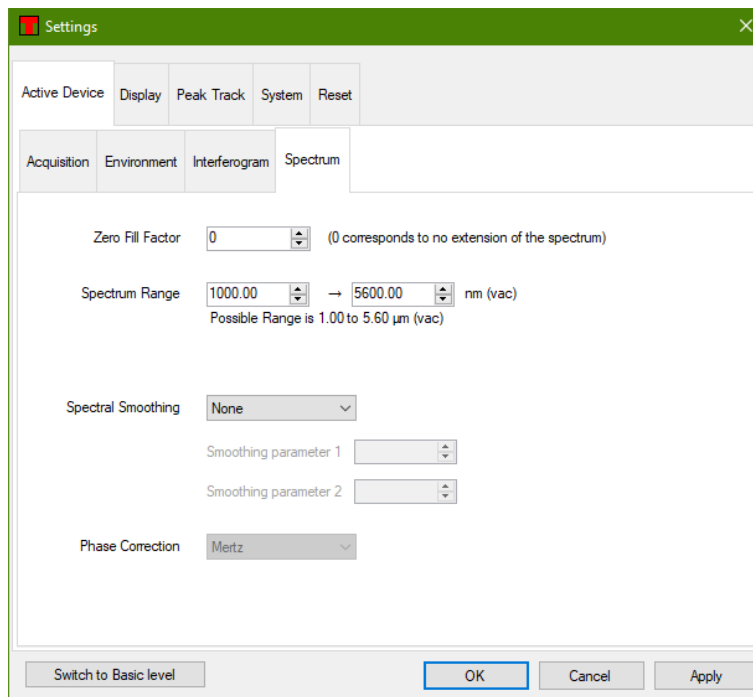 Settings
Active Device Display Peak Track System Reset
Acquisition Environment Interferogram Spectrum
Zero Fill Factor 0 (0 corresponds to no extension of the spectrum)
Spectrum Range 1000.00 → 5600.00 nm (vac)
Possible Range is 1.00 to 5.60 µm (vac)
Spectral Smoothing None
Smoothing parameter 1
Smoothing parameter 2
Phase Correction Mertz
Switch to Basic level OK Cancel Apply